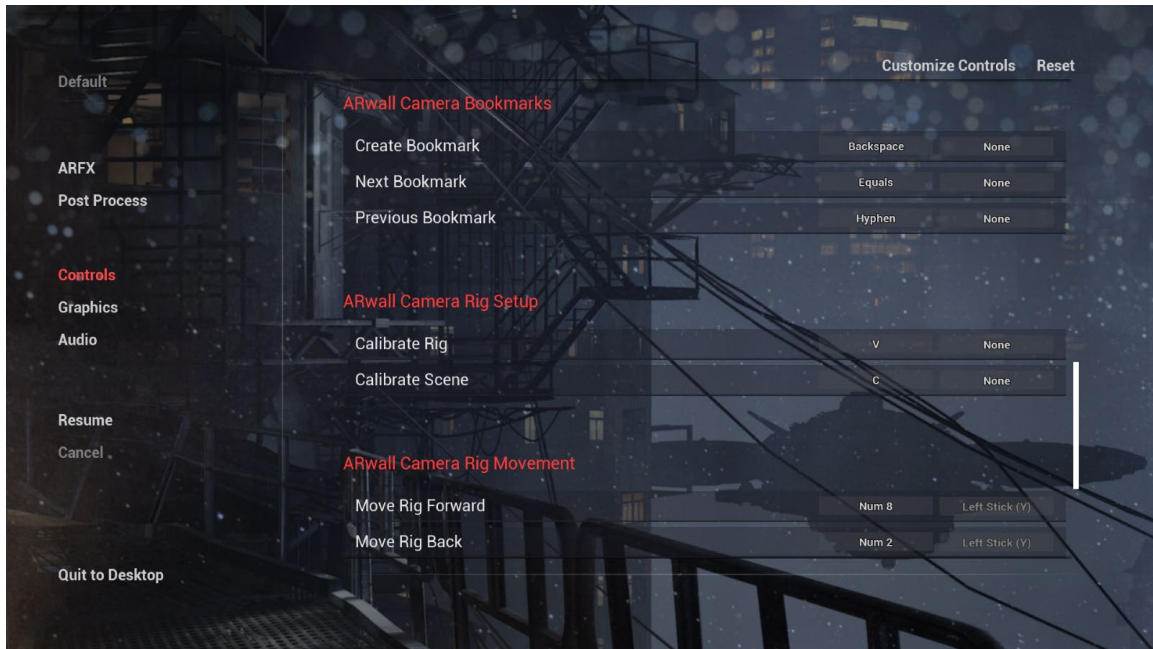 Customize Controls Reset
Default
ARFX
Post Process
Controls
Graphics
Audio
Resume
Cancel
Quit to Desktop
ARwall Camera Bookmarks
Create Bookmark Backspace None
Next Bookmark Equals None
Previous Bookmark Hyphen None
ARwall Camera Rig Setup
Calibrate Rig V None
Calibrate Scene C None
ARwall Camera Rig Movement
Move Rig Forward Num 8 Left Stick (Y)
Move Rig Back Num 2 Left Stick (Y)